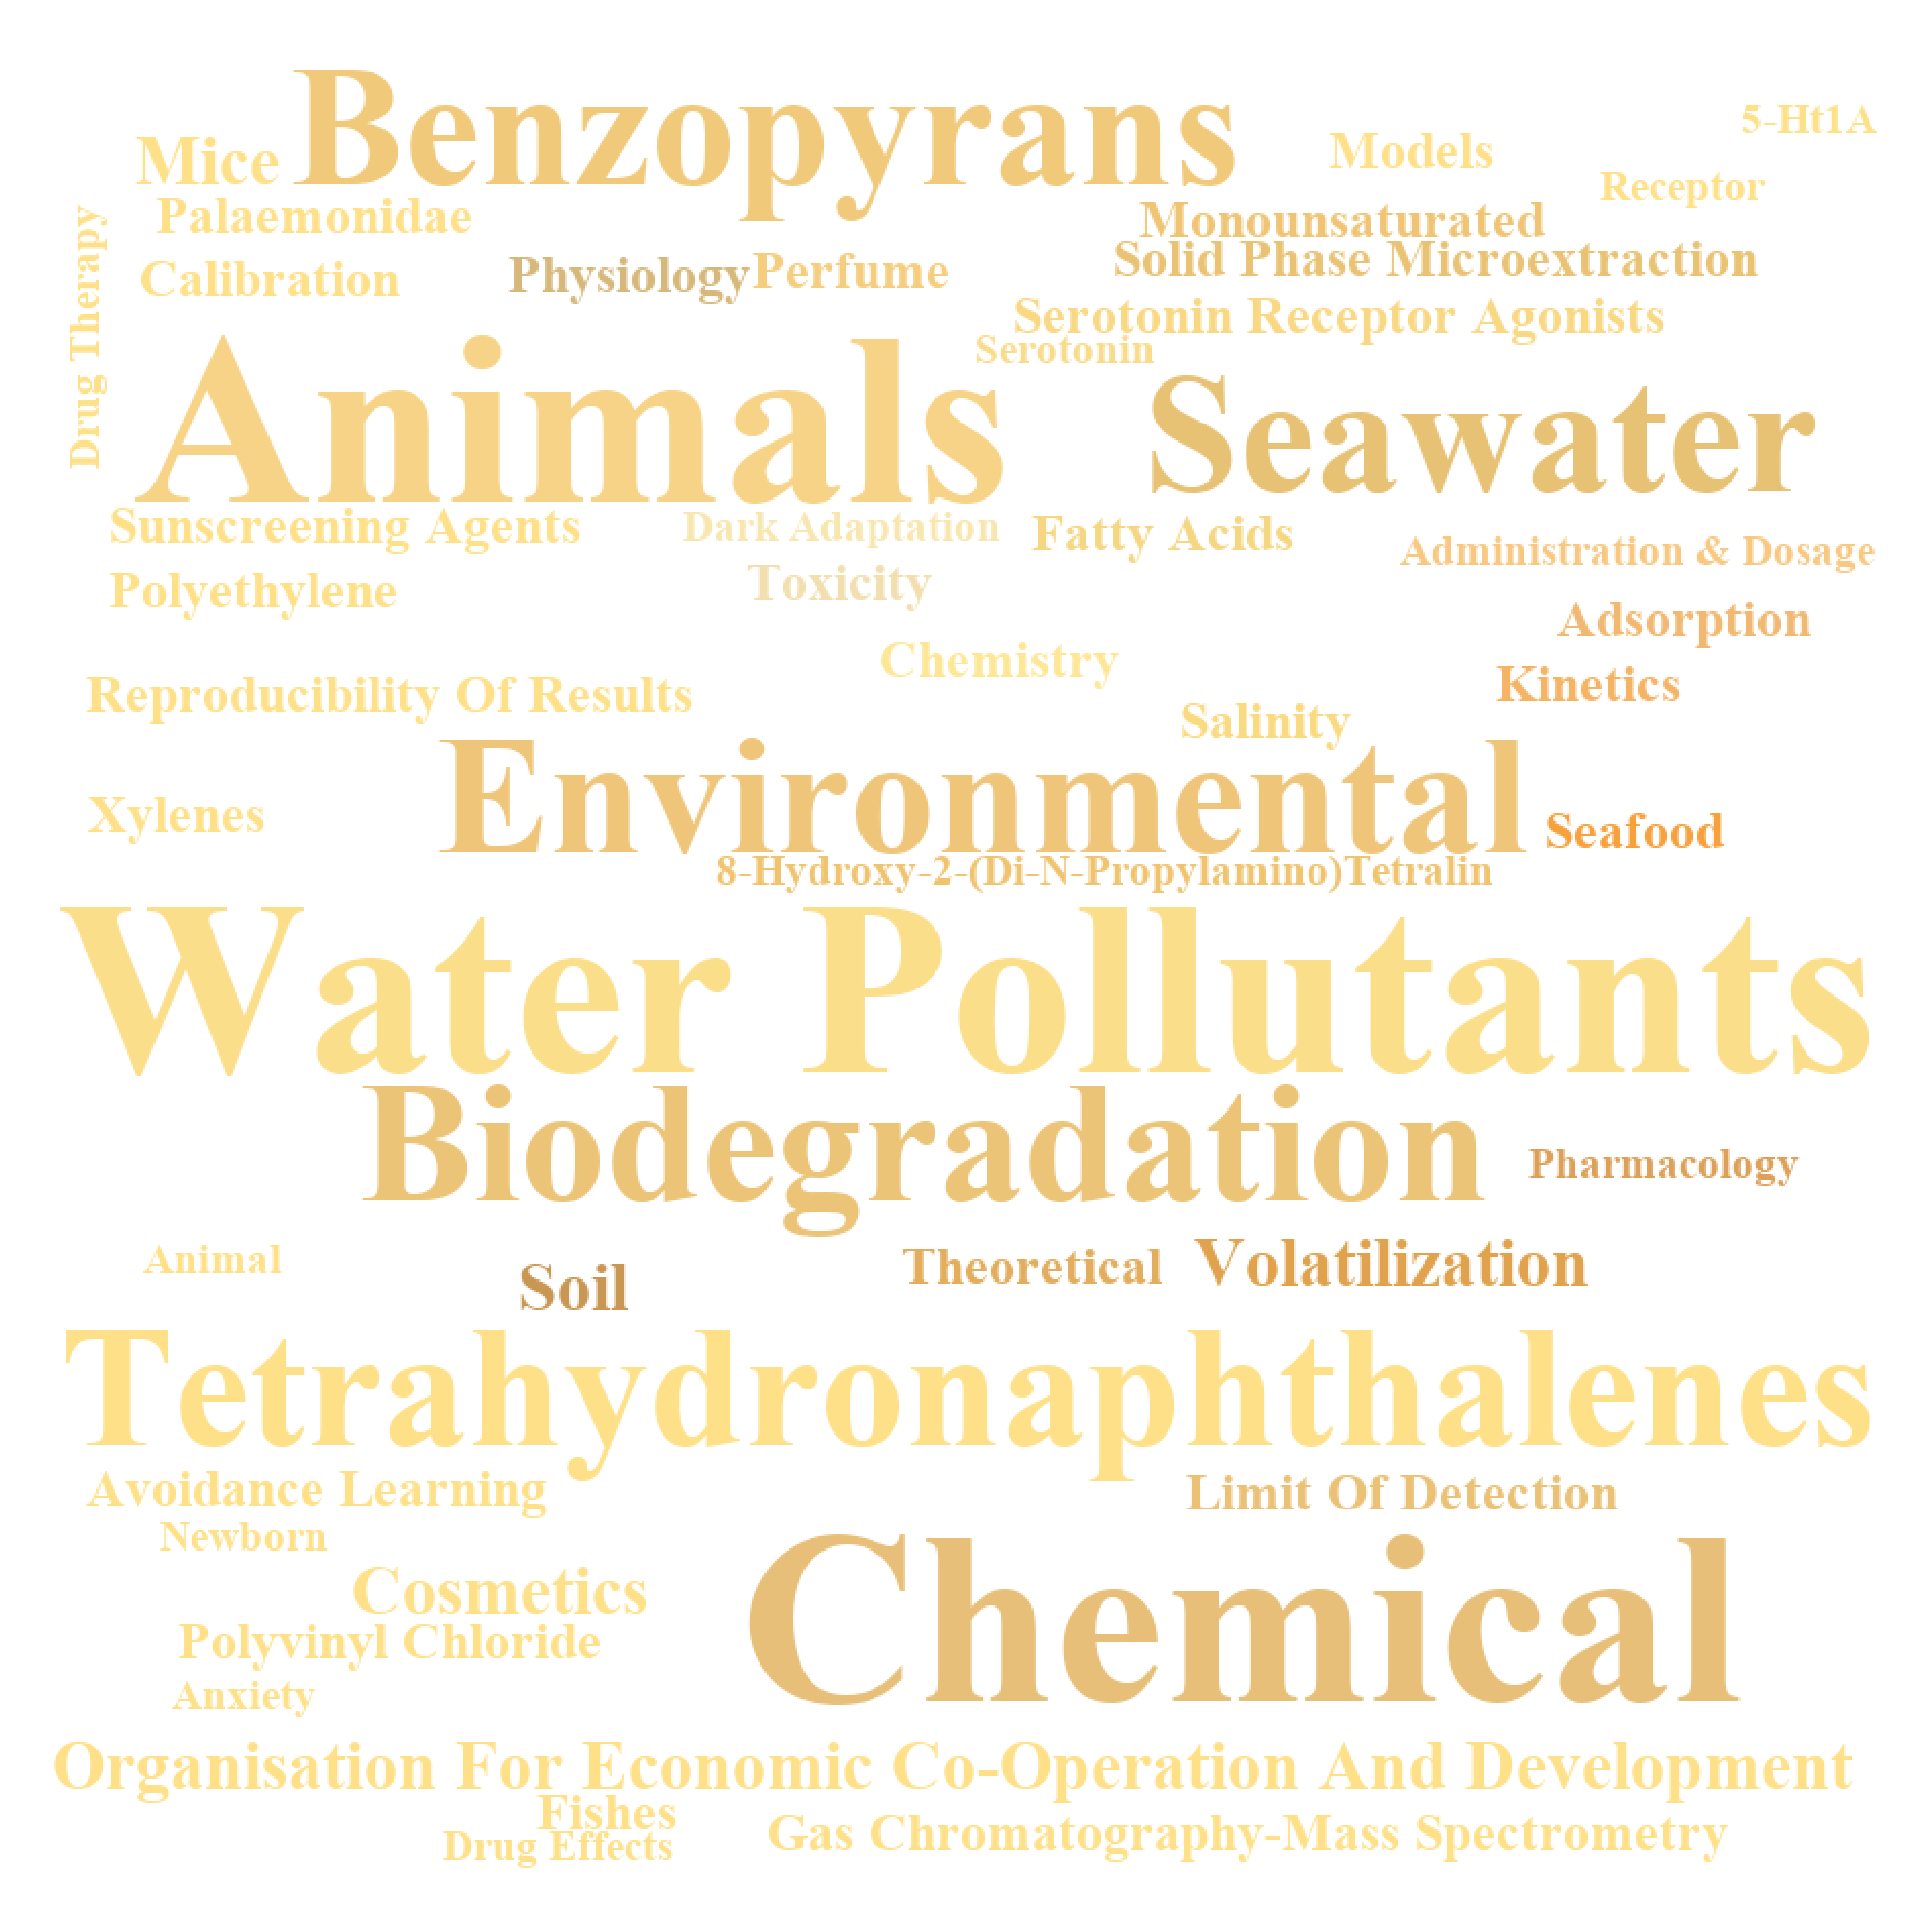 Benzopyrans
5-Ht1A
Mice
Models
Receptor
Palaemonidae
Monounsaturated
Drug Therapy
Calibration
Physiology
Perfume
Solid Phase Microextraction
Serotonin Receptor Agonists
Serotonin
Animals
Seawater
Sunscreening Agents
Dark Adaptation
Fatty Acids
Administration & Dosage
Polyethylene
Toxicity
Adsorption
Chemistry
Reproducibility Of Results
Kinetics
Salinity
Environmental
Xylenes
Seafood
8-Hydroxy-2-(Di-N-Propylamino)Tetralin
Water Pollutants
Biodegradation
Pharmacology
Animal
Soil
Theoretical
Volatilization
Tetrahydronaphthalenes
Avoidance Learning
Limit Of Detection
Newborn
Cosmetics
Chemical
Polyvinyl Chloride
Anxiety
Organisation For Economic Co-Operation And Development
Fishes
Drug Effects
Gas Chromatography-Mass Spectrometry